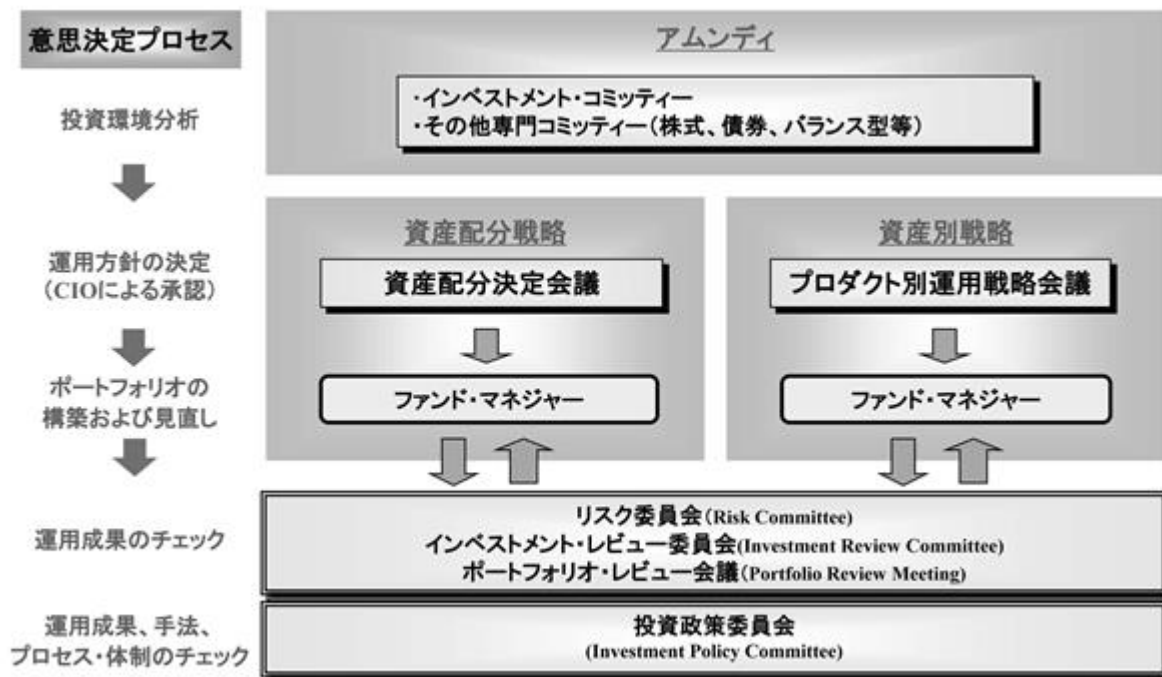 意思決定プロセス
アムンディ
投資環境分析
・インベストメント・コミッティー
・その他専門コミッティー（株式、債券、バランス型等）
資産配分戦略
資産別戦略
運用方針の決定
（CIOによる承認）
資産配分決定会議
プロダクト別運用戦略会議
ポートフォリオの
構築および見直し
ファンド・マネジャー
ファンド・マネジャー
運用成果のチェック
リスク委員会（Risk Committee）
インベストメント・レビュー委員会(Investment Review Committee)
ポートフォリオ・レビュー会議（Portfolio Review Meeting）
運用成果、手法、
プロセス・体制のチェック
投資政策委員会
(Investment Policy Committee)